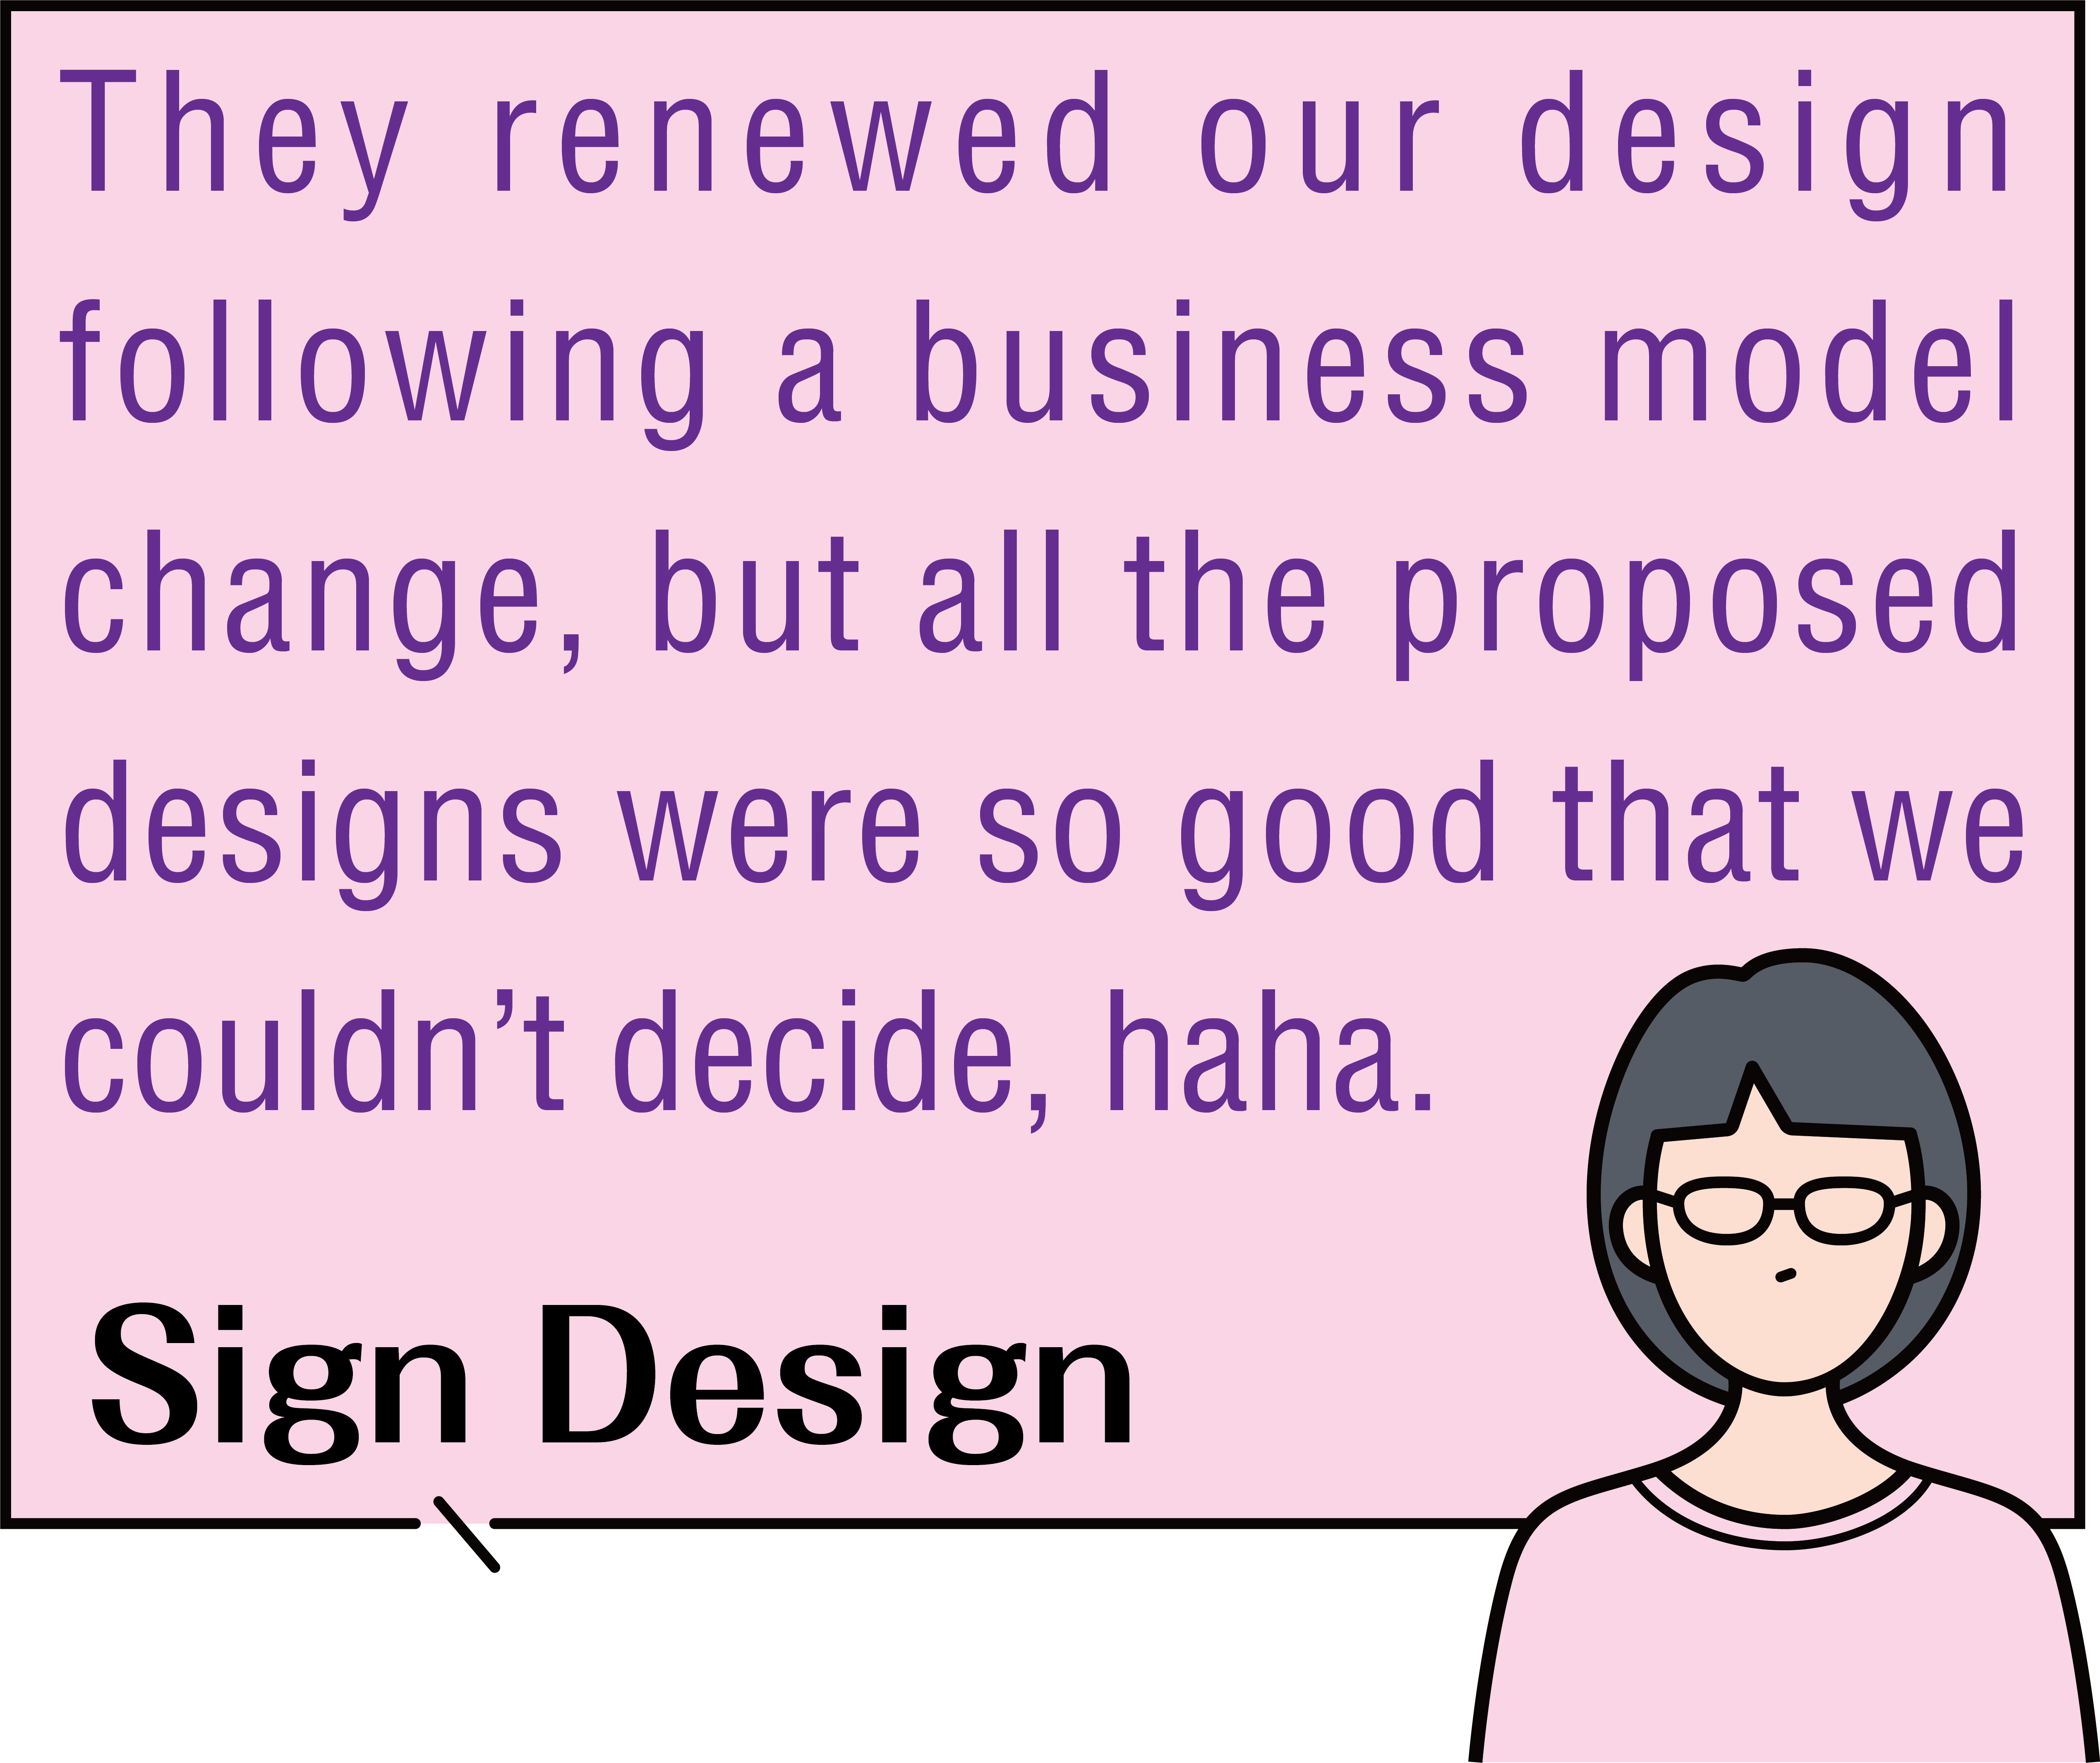 They renewed our design
following a business model
change, but all the proposed
designs were so good that we
couldn’t decide, haha.
Sign Design